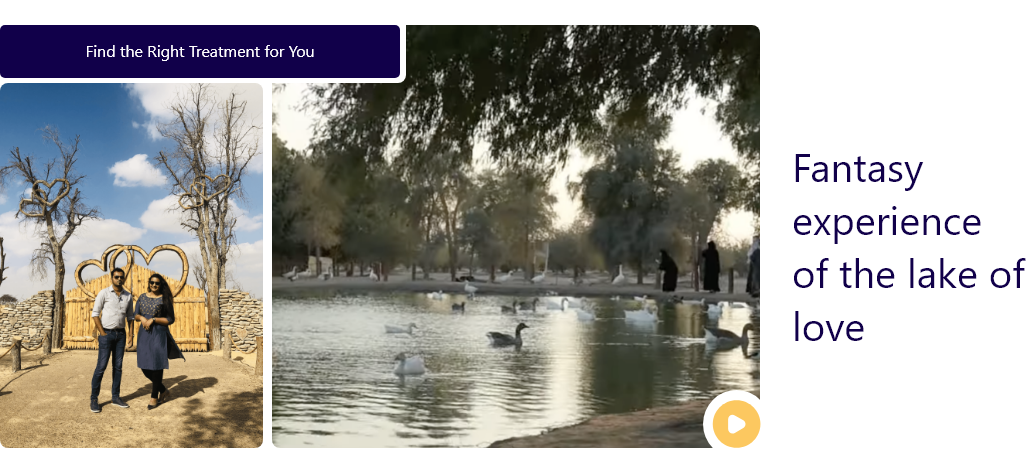 Find the Right Treatment for You
Fantasy
experience
of the lake of
love